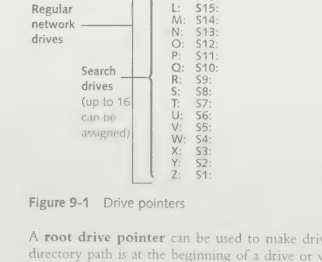 Regular
network
drives
Search
drives
(up to 16
can be
assigned)
L: S15:
M: S14:
N: S13:
O: S12:
P: S11:
Q: S10:
R: S9:
S: S8:
T: S7:
U: S6:
V: S5:
W: S4:
X: S3:
Y: S2:
Z: S1:
Figure 9-1 Drive pointers
A root drive pointer can be used to make
directory path is at the beginning of a drive or